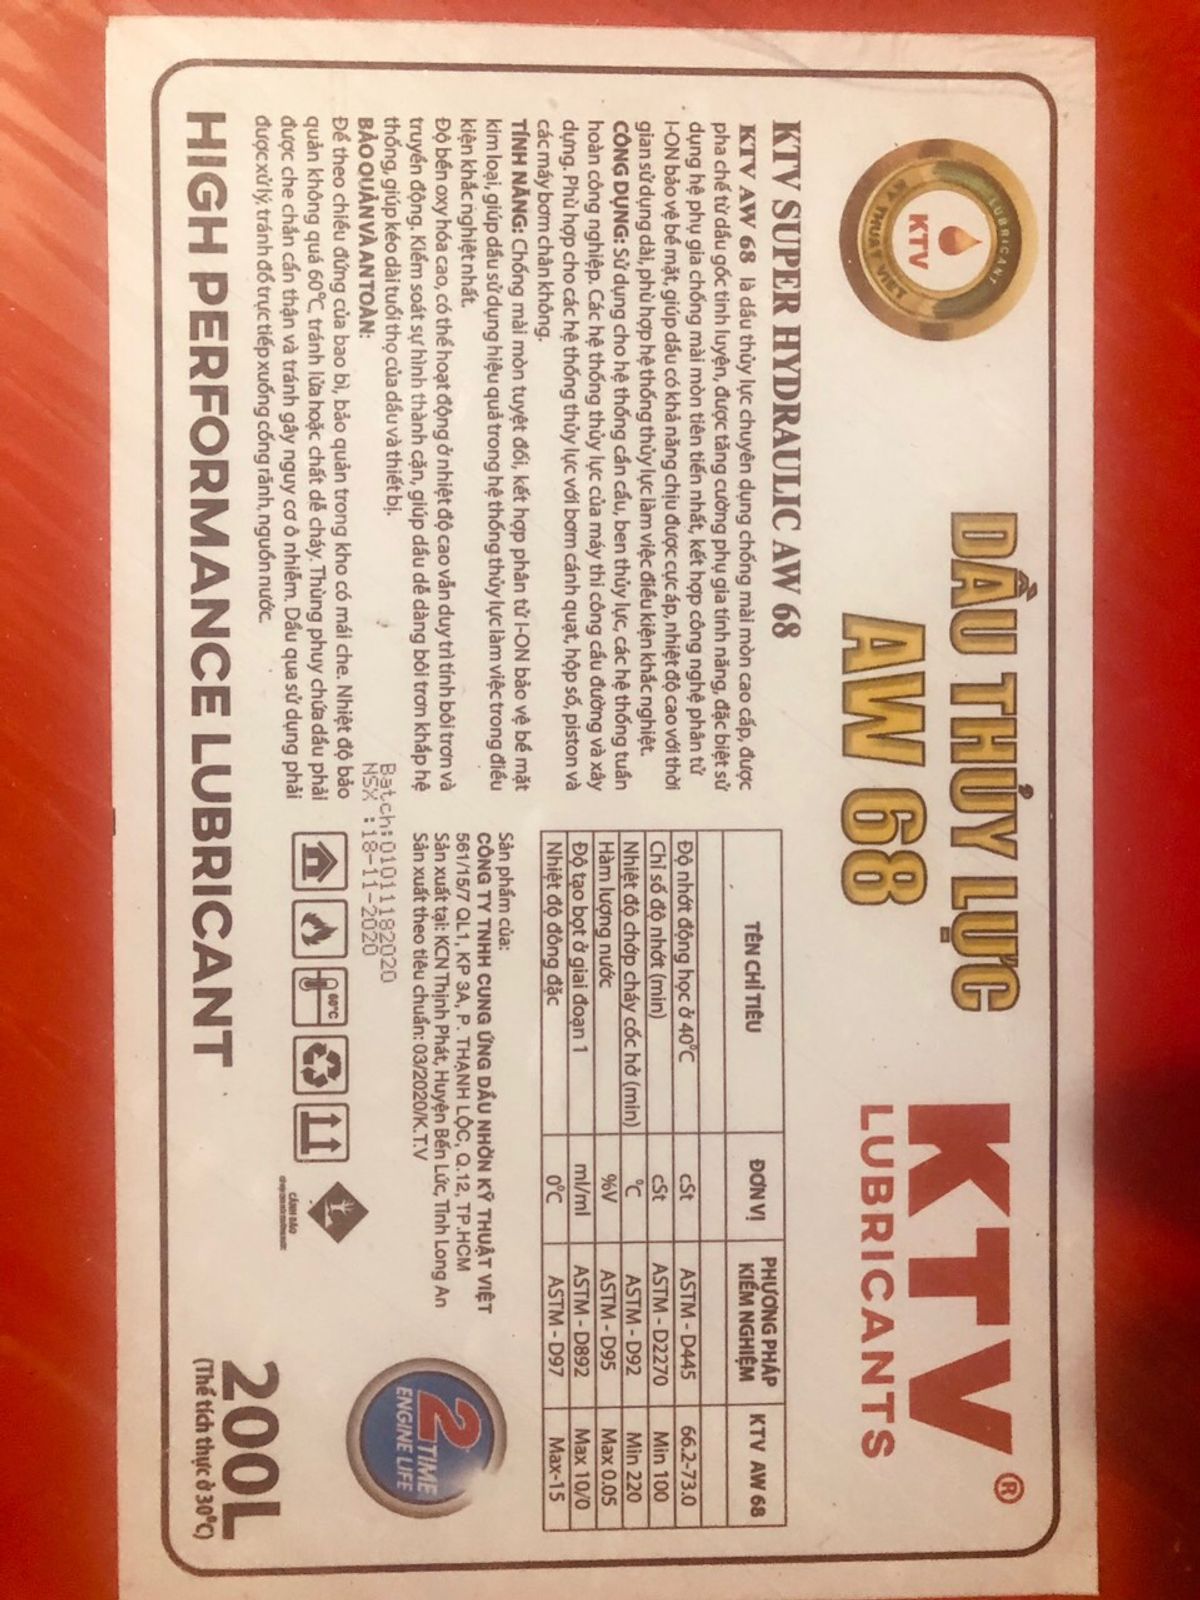 LUBRICANT
KTV
KỸ THUẬT VIỆT
DẦU THỦY LỰC
AW 68
KTV®
LUBRICANTS
KTV SUPER HYDRAULIC AW 68
KTV AW 68 là dầu thủy lực chuyên dụng chống mài mòn cao cấp, được
pha chế từ dầu gốc tinh luyện, được tăng cường phụ gia tính năng, đặc biệt sử
dụng hệ phụ gia chống mài mòn tiên tiến nhất, kết hợp công nghệ phân tử
I-ON bảo vệ bề mặt, giúp dầu có khả năng chịu được cực áp, nhiệt độ cao với thời
gian sử dụng dài, phù hợp hệ thống thủy lực làm việc điều kiện khắc nghiệt.
CÔNG DỤNG: Sử dụng cho hệ thống cần cẩu, ben thủy lực, các hệ thống tuần
hoàn công nghiệp. Các hệ thống thủy lực của máy thi công cầu đường và xây
dựng. Phù hợp cho các hệ thống thủy lực với bơm cánh quạt, hộp số, piston và
các máy bơm chân không.
TÍNH NĂNG: Chống mài mòn tuyệt đối, kết hợp phân tử I-ON bảo vệ bề mặt
kim loại, giúp dầu sử dụng hiệu quả trong hệ thống thủy lực làm việc trong điều
kiện khắc nghiệt nhất.
Độ bền oxy hóa cao, có thể hoạt động ở nhiệt độ cao vẫn duy trì tính bôi trơn và
truyền động. Kiểm soát sự hình thành cặn, giúp dầu dễ dàng bôi trơn khắp hệ
thống, giúp kéo dài tuổi thọ của dầu và thiết bị.
BẢO QUẢN VÀ AN TOÀN:
Để theo chiều đứng của bao bì, bảo quản trong kho có mái che. Nhiệt độ bảo
quản không quá 60°C, tránh lửa hoặc chất dễ cháy. Thùng phuy chứa dầu phải
được che chắn cẩn thận và tránh gây nguy cơ ô nhiễm. Dầu qua sử dụng phải
được xử lý, tránh đổ trực tiếp xuống cống rãnh, nguồn nước.
TÊN CHỈ TIÊU ĐƠN VỊ PHƯƠNG PHÁP KIỂM NGHIỆM KTV AW 68
Độ nhớt động học ở 40°C cSt ASTM - D445 66.2-73.0
Chỉ số độ nhớt (min) cSt ASTM - D2270 Min 100
Nhiệt độ chớp cháy cốc hở (min) °C ASTM - D92 Min 220
Hàm lượng nước %V ASTM - D95 Max 0.05
Độ tạo bọt ở giai đoạn 1 ml/ml ASTM - D892 Max 10/0
Nhiệt độ đông đặc 0°C ASTM - D97 Max-15
Sản phẩm của:
CÔNG TY TNHH CUNG ỨNG DẦU NHỜN KỸ THUẬT VIỆT
561/15/7 QL1, KP 3A, P. THẠNH LỘC, Q.12, TP.HCM
Sản xuất tại: KCN Thịnh Phát, Huyện Bến Lức, Tỉnh Long An
Sản xuất theo tiêu chuẩn: 03/2020/K.T.V
Batch:0101182020
NSX :18-11-2020
60°C
CẢNH BÁO
2 TIME
ENGINE LIFE
HIGH PERFORMANCE LUBRICANT
200L
(Thể tích thực ở 30°C)